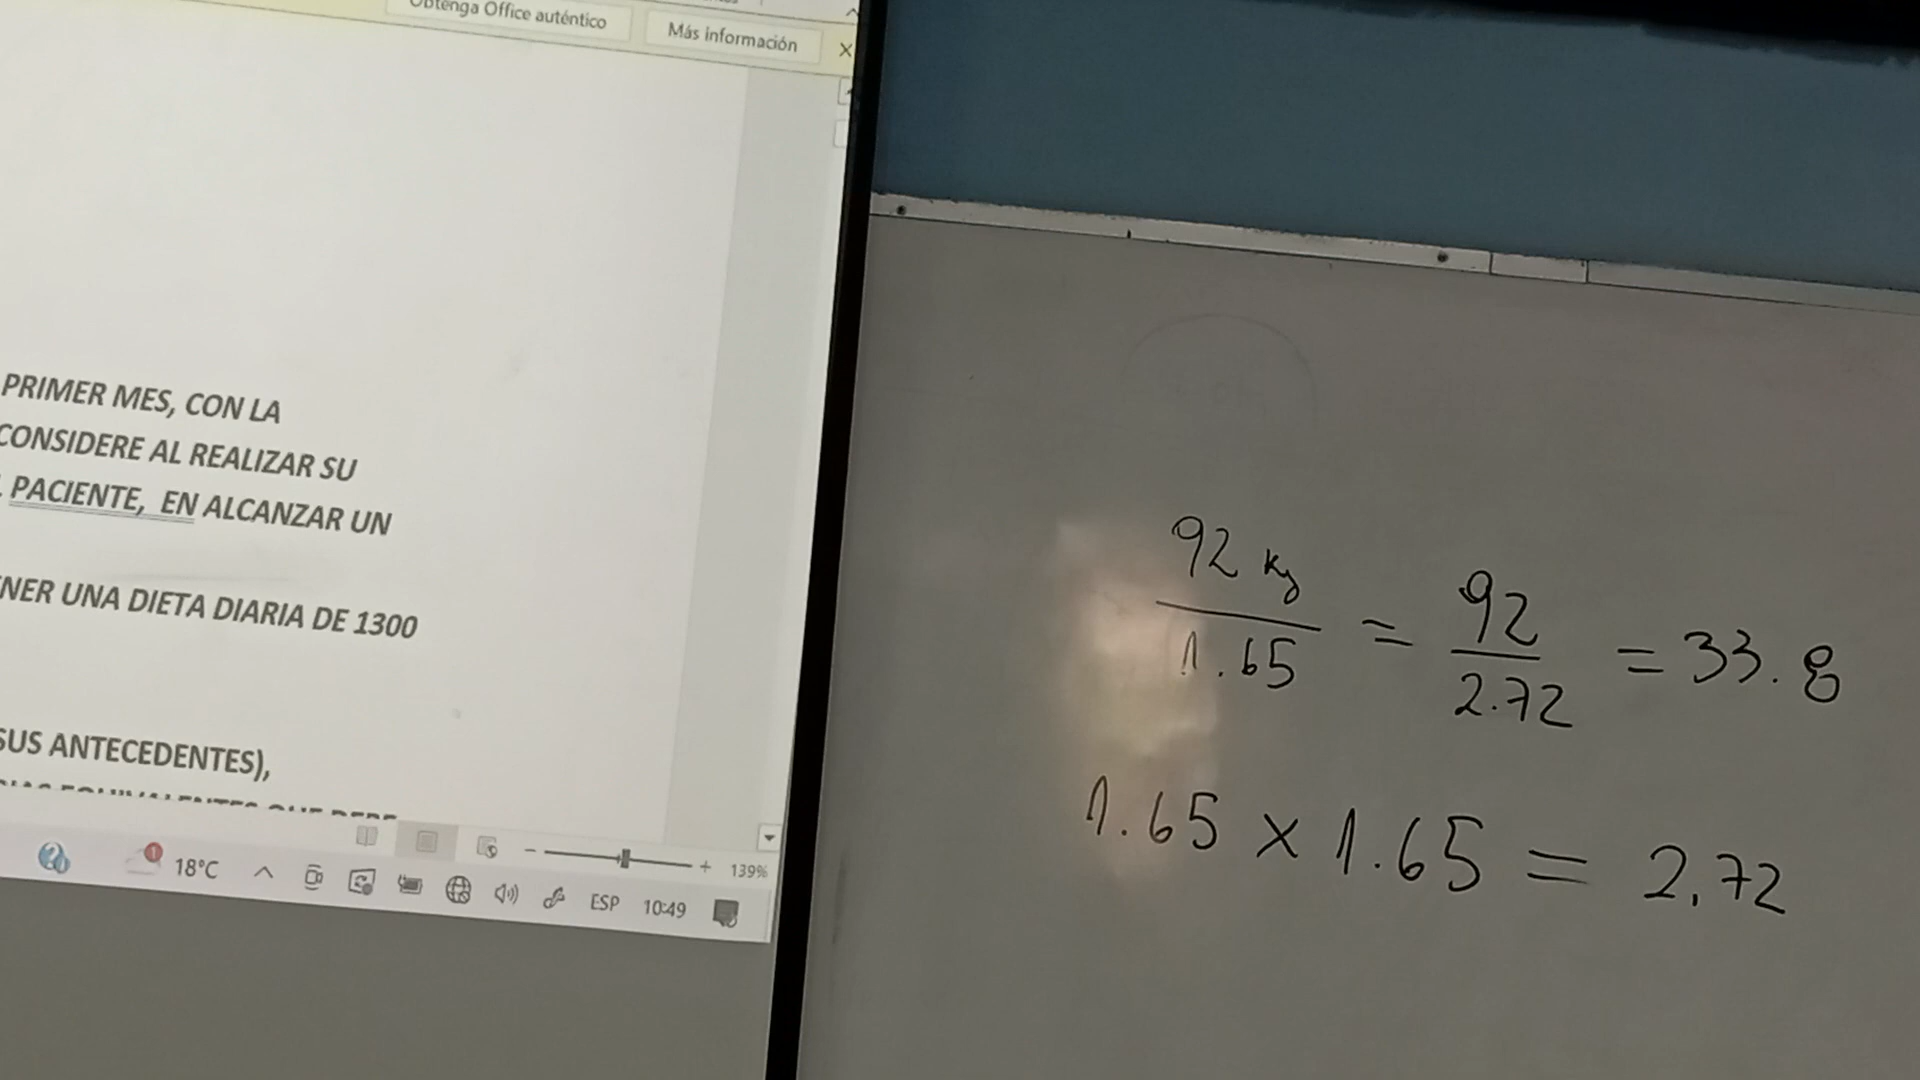 Obtenga Office auténtico
Más información
PRIMER MES, CON LA
CONSIDERE AL REALIZAR SU
PACIENTE, EN ALCANZAR UN
NER UNA DIETA DIARIA DE 1300
SUS ANTECEDENTES),
139%
18°C
ESP
10:49
92 kg / 1.65 = 92 / 2.72 = 33.8
1.65 x 1.65 = 2.72